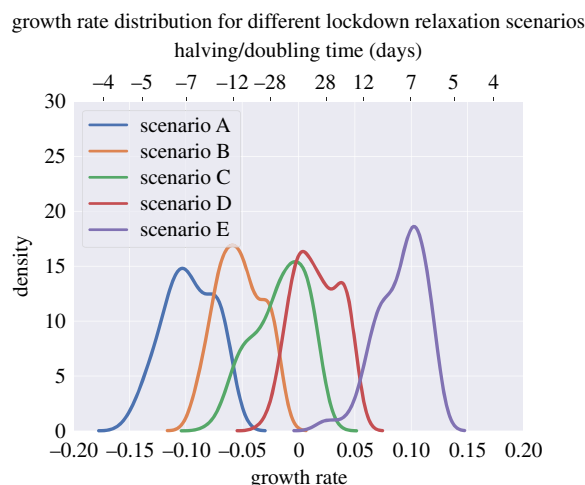 growth rate distribution for different lockdown relaxation scenarios
halving/doubling time (days)
−4 −5 −7 −12 −28 28 12 7 5 4
30
25
20
15
10
5
0
density
scenario A
scenario B
scenario C
scenario D
scenario E
−0.20 −0.15 −0.10 −0.05 0 0.05 0.10 0.15 0.20
growth rate